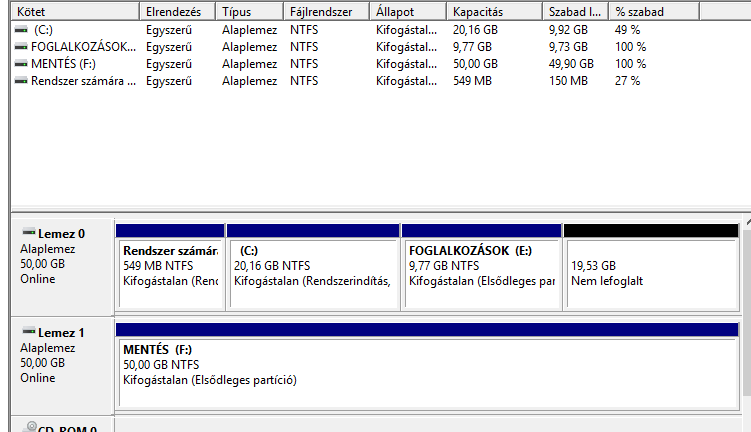 Kötet Elrendezés Típus Fájlrendszer Állapot Kapacitás Szabad l... % szabad
(C:) Egyszerű Alaplemez NTFS Kifogástal... 20,16 GB 9,92 GB 49 %
FOGLALKOZÁSOK... Egyszerű Alaplemez NTFS Kifogástal... 9,77 GB 9,73 GB 100 %
MENTÉS (F:) Egyszerű Alaplemez NTFS Kifogástal... 50,00 GB 49,90 GB 100 %
Rendszer számára ... Egyszerű Alaplemez NTFS Kifogástal... 549 MB 150 MB 27 %
Lemez 0
Alaplemez
50,00 GB
Online
Rendszer számár
549 MB NTFS
Kifogástalan (Rend
(C:)
20,16 GB NTFS
Kifogástalan (Rendszerindítás,
FOGLALKOZÁSOK (E:)
9,77 GB NTFS
Kifogástalan (Elsődleges par
19,53 GB
Nem lefoglalt
Lemez 1
Alaplemez
50,00 GB
Online
MENTÉS (F:)
50,00 GB NTFS
Kifogástalan (Elsődleges partíció)
CD-ROM 0